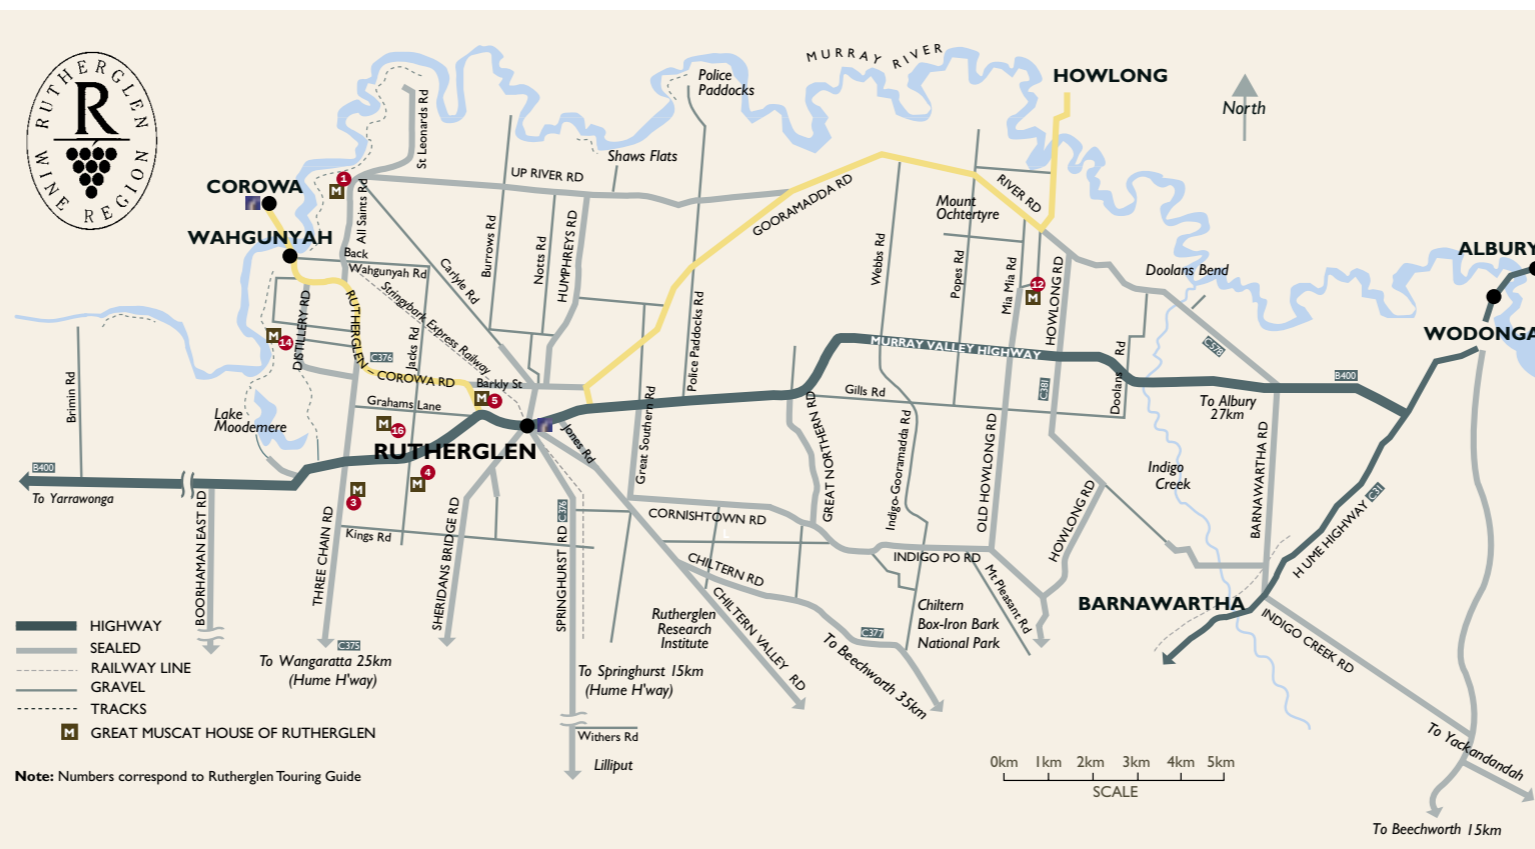 RUTHERGLEN
R
WINE REGION
MURRAY RIVER
Police
Paddocks
HOWLONG
North
St Leonards Rd
Shaws Flats
UP RIVER RD
COROWA
M
1
All Saints Rd
WAHGUNYAH
Back
Wahgunyah Rd
Carlyle Rd
Burrows Rd
Notts Rd
HUMPHREYS RD
GOORAMADDA RD
RIVER RD
Mount
Ochtertyre
Webbs Rd
Popes Rd
Mia Mia Rd
12
M
HOWLONG RD
Doolans Bend
ALBURY
WODONGA
Stringybark Express Railway
DISTILLERY RD
RUTHERGLEN – COROWA RD
C376
Jacks Rd
Police Paddocks Rd
MURRAY VALLEY HIGHWAY
C578
M
14
Brimin Rd
Barkly St
M
5
Grahams Lane
Lake
Moodemere
M
16
RUTHERGLEN
Jones Rd
Great Southern Rd
GREAT NORTHERN RD
Gills Rd
Indigo-Gooramadda Rd
OLD HOWLONG RD
C381
Doolans Rd
B400
To Albury
27km
BARNAWARTHA RD
Indigo
Creek
B400
To Yarrawonga
4
M
M
3
BOORHAMAN EAST RD
THREE CHAIN RD
Kings Rd
SHERIDANS BRIDGE RD
SPRINGHURST RD
C376
CORNISHTOWN RD
CHILTERN RD
INDIGO PO RD
HOWLONG RD
Mt Pleasant Rd
HUME HIGHWAY
C31
BARNAWARTHA
INDIGO CREEK RD
CHILTERN VALLEY RD
Rutherglen
Research
Institute
Chiltern
Box-Iron Bark
National Park
C377
To Beechworth 35km
C375
To Wangaratta 25km
(Hume H'way)
To Springhurst 15km
(Hume H'way)
Withers Rd
Lilliput
To Yackandandah
To Beechworth 15km
HIGHWAY
SEALED
RAILWAY LINE
GRAVEL
TRACKS
M GREAT MUSCAT HOUSE OF RUTHERGLEN
Note: Numbers correspond to Rutherglen Touring Guide
0km 1km 2km 3km 4km 5km
SCALE